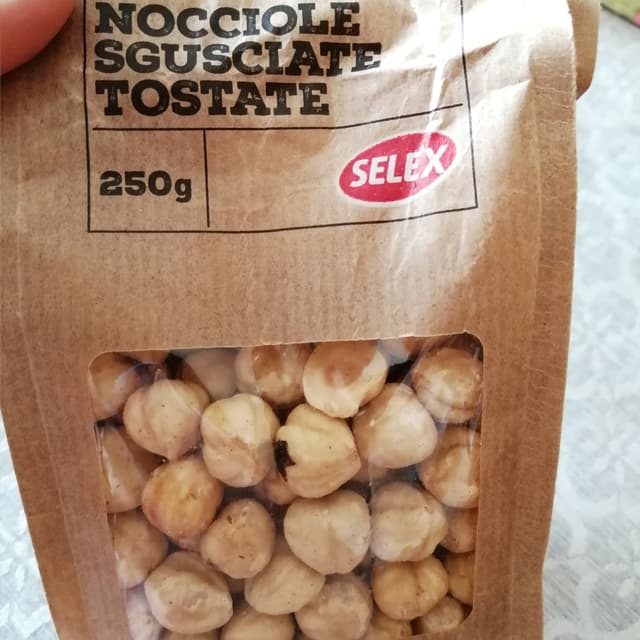 NOCCIOLE
SGUSCIATE
TOSTATE
250g
SELEX